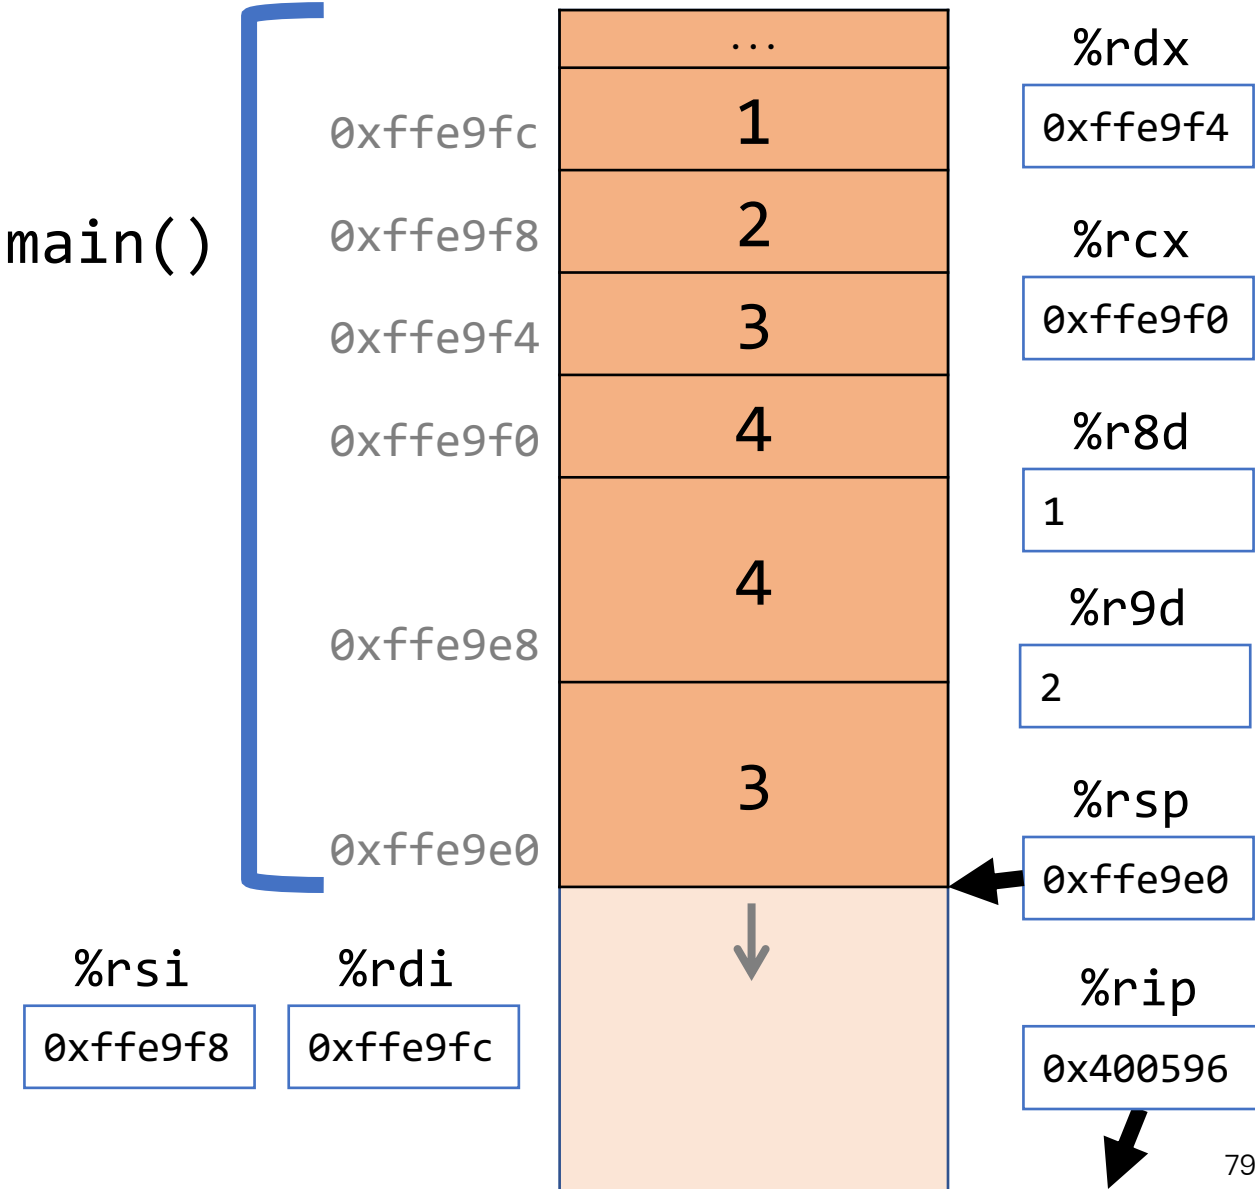 ...
%rdx
0xffe9fc
1
0xffe9f4
main()
0xffe9f8
2
%rcx
0xffe9f4
3
0xffe9f0
0xffe9f0
4
%r8d
1
4
%r9d
0xffe9e8
2
3
%rsp
0xffe9e0
0xffe9e0
%rsi
%rdi
%rip
0xffe9f8
0xffe9fc
0x400596
79